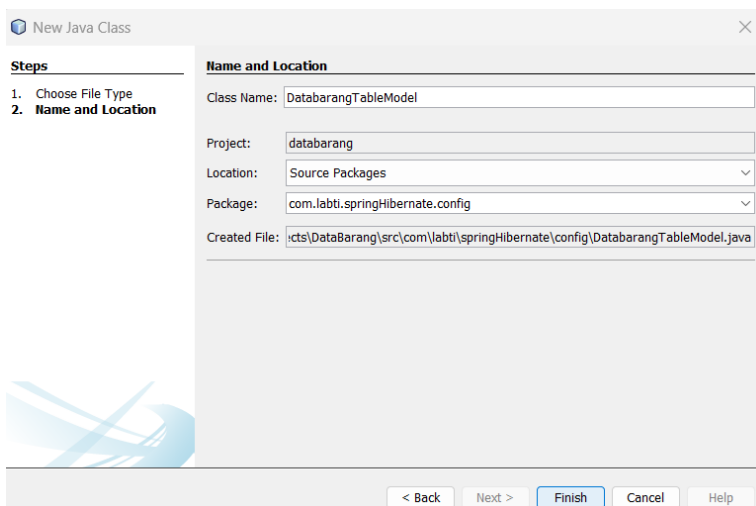 New Java Class
Steps
1. Choose File Type
2. Name and Location
Name and Location
Class Name: DatabarangTableModel
Project: databarang
Location: Source Packages
Package: com.labti.springHibernate.config
Created File: :cts\DataBarang\src\com\labti\springHibernate\config\DatabarangTableModel.java
< Back Next > Finish Cancel Help